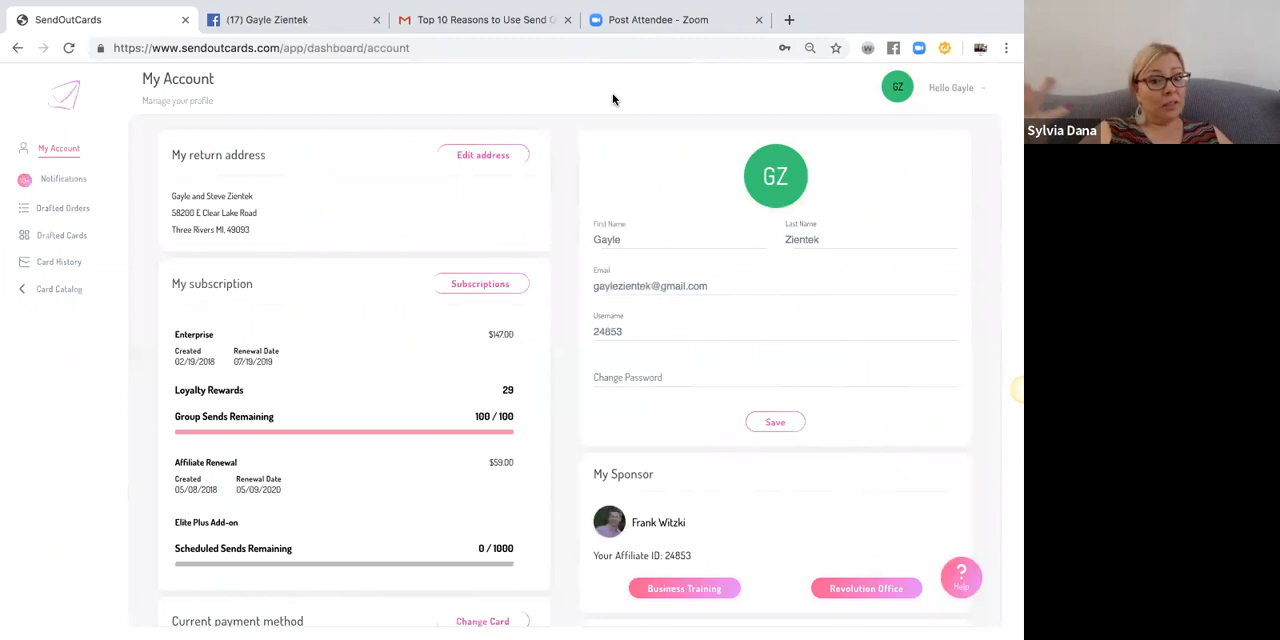 SendOutCards
(17) Gayle Zientek
Top 10 Reasons to Use Send
Post Attendee - Zoom
https://www.sendoutcards.com/app/dashboard/account
Sylvia Dana
My Account
Manage your profile
GZ
Hello Gayle
My Account
Notifications
Drafted Orders
Drafted Cards
Card History
Card Catalog
My return address
Edit address
Gayle and Steve Zientek
58200 E Clear Lake Road
Three Rivers MI, 49093
My subscription
Subscriptions
Enterprise $147.00
Created Renewal Date
02/19/2018 07/19/2019
Loyalty Rewards 29
Group Sends Remaining 100 / 100
Affiliate Renewal $59.00
Created Renewal Date
05/08/2018 05/09/2020
Elite Plus Add-on
Scheduled Sends Remaining 0 / 1000
Current payment method
Change Card
GZ
First Name Last Name
Gayle Zientek
Email
gaylezientek@gmail.com
Username
24853
Change Password
Save
My Sponsor
Frank Witzki
Your Affiliate ID: 24853
Business Training
Revolution Office
?
Help